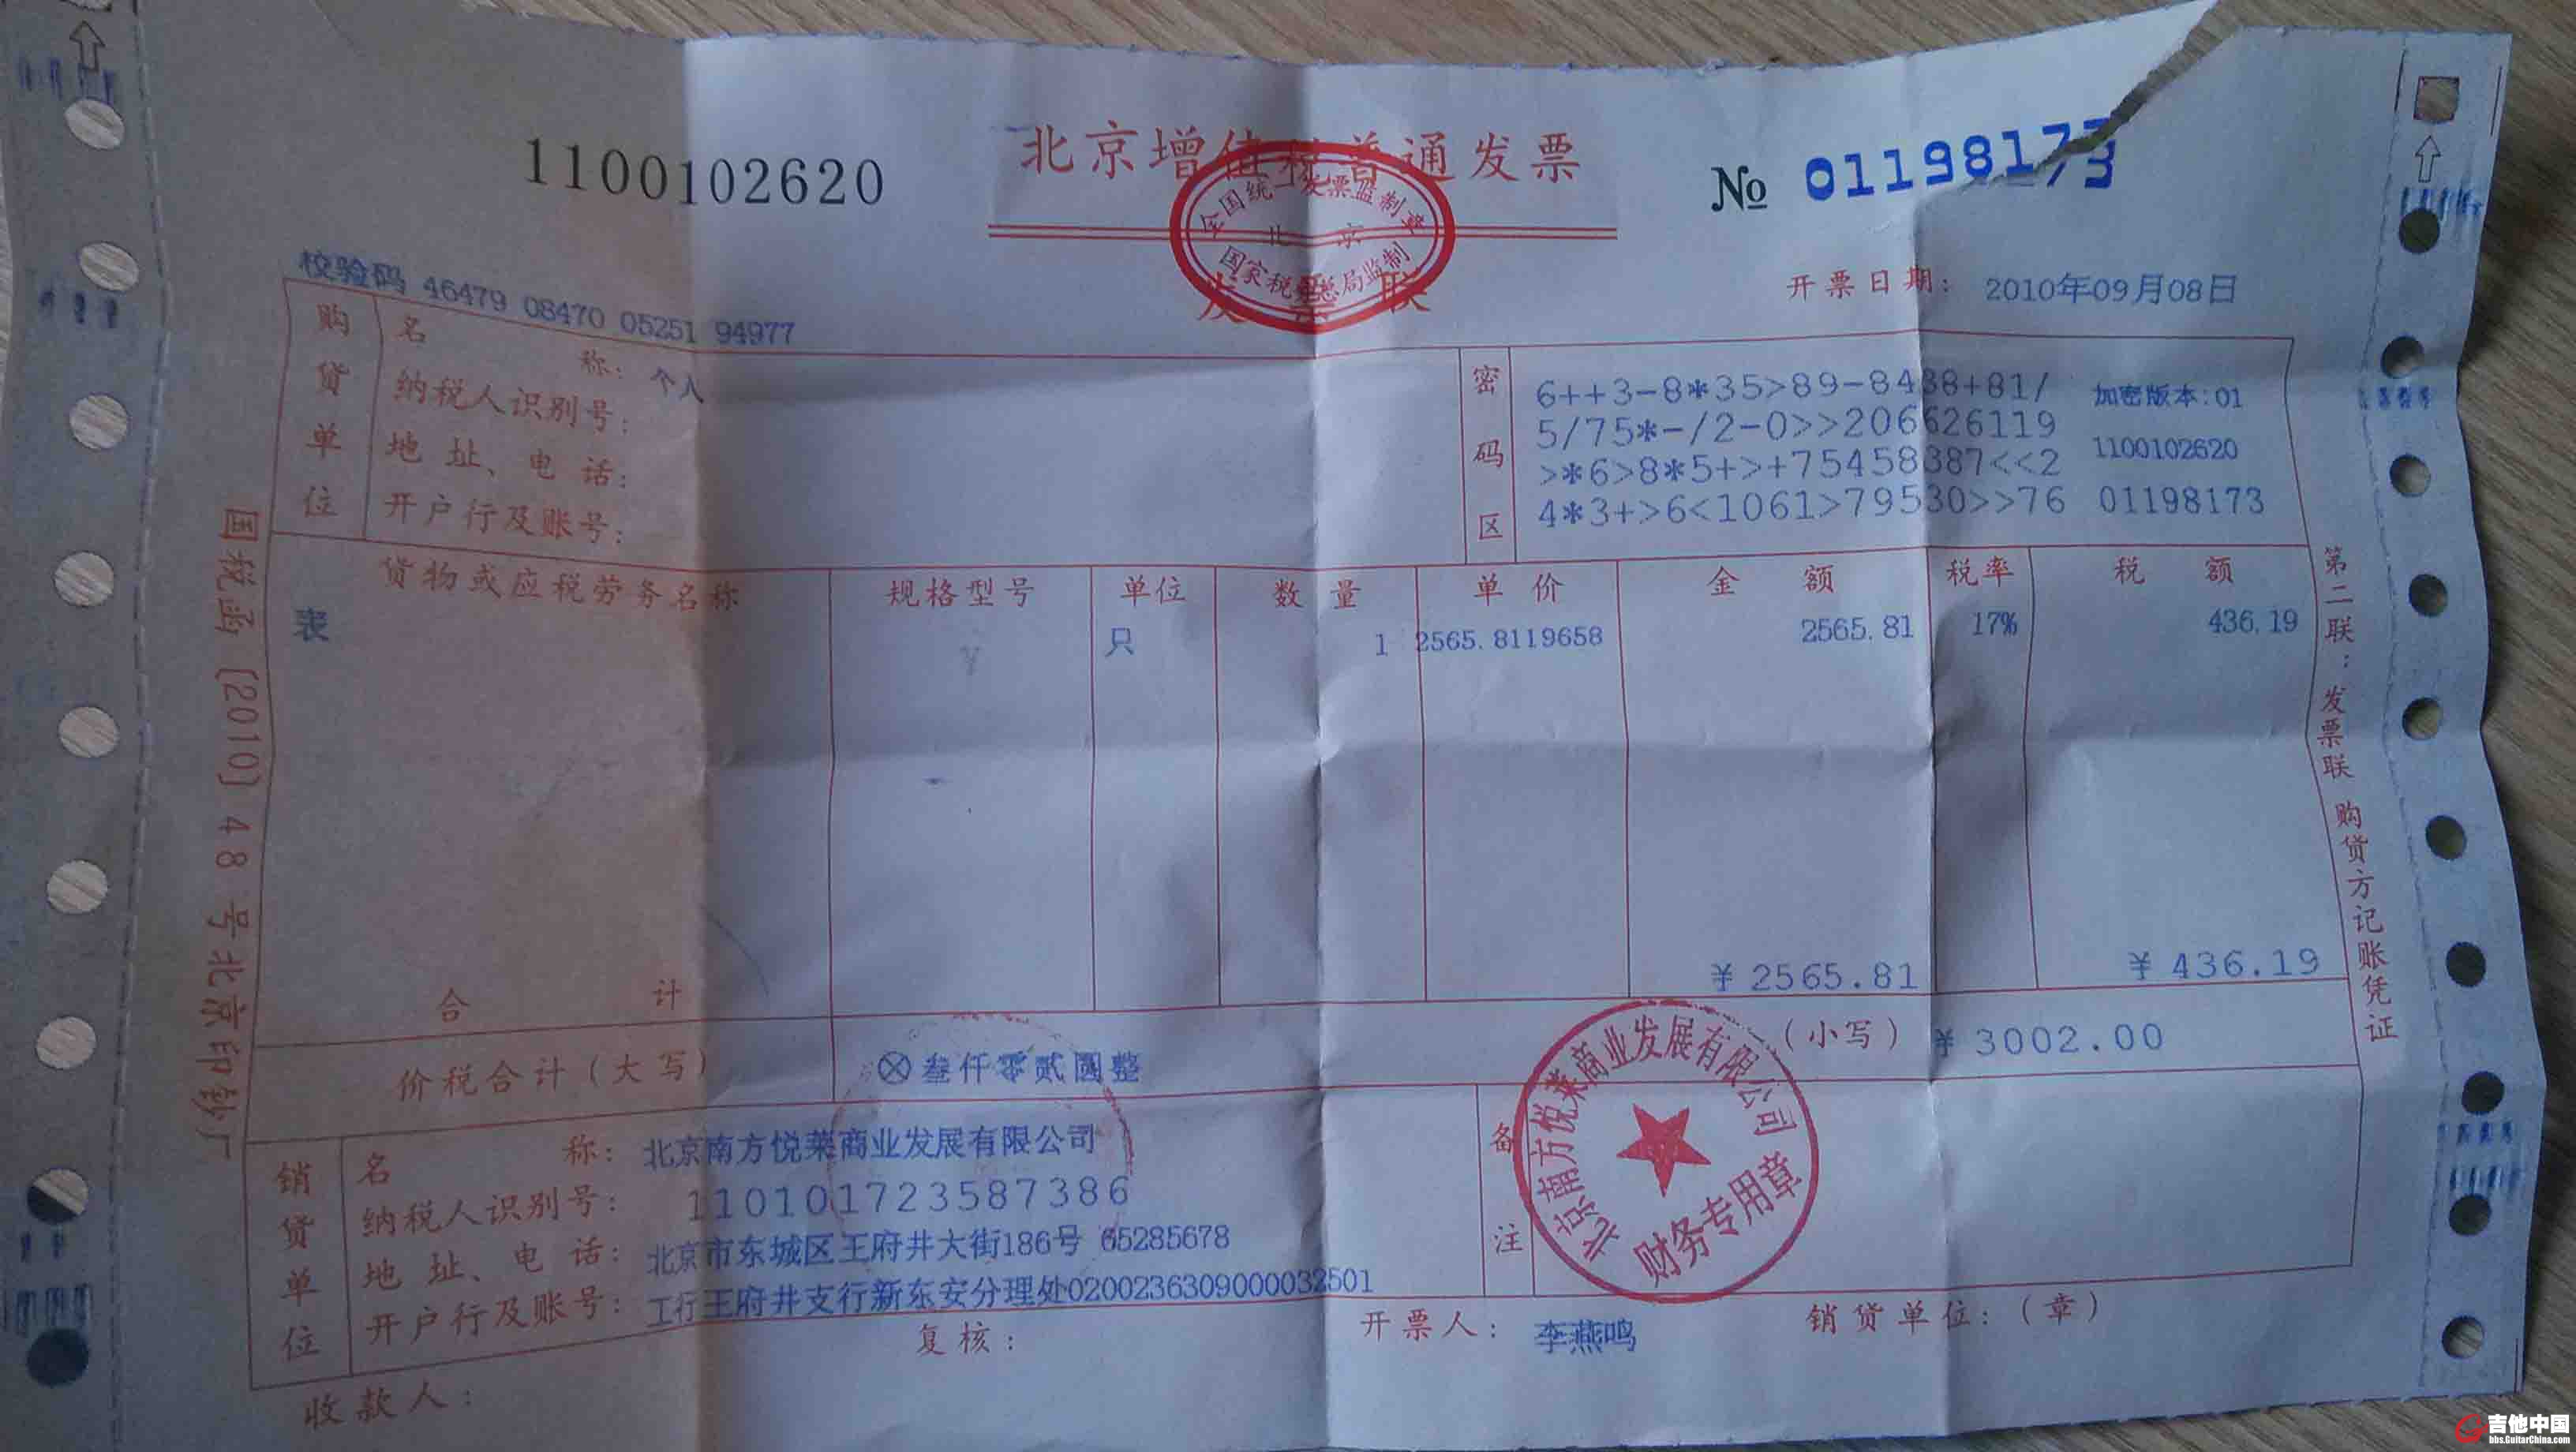 1100102620
北京增值税普通发票
№ 01198173
全国统一发票监制章
北京
国家税务总局监制
发票联
开票日期: 2010年09月08日
校验码 46479 08470 05251 94977
购货单位
名称: 个人
纳税人识别号:
地址、电话:
开户行及账号:
密码区
6++3-8*35>89-8438+81/ 加密版本:01
5/75*-/2-0>>206626119
>*6>8*5+>+75458387<<2 1100102620
4*3+>6<1061>79530>>76 01198173
货物或应税劳务名称 规格型号 单位 数量 单价 金额 税率 税额
表 只 1 2565.8119658 2565.81 17% 436.19
¥
合计 ¥2565.81 ¥436.19
价税合计(大写) ⊗叁仟零贰圆整 (小写) ¥3002.00
销货单位
名称: 北京南方悦莱商业发展有限公司
纳税人识别号: 110101723587386
地址、电话: 北京市东城区王府井大街186号 65285678
开户行及账号: 工行王府井支行新东安分理处0200236309000032501
备注
北京南方悦莱商业发展有限公司
财务专用章
收款人: 复核: 开票人: 李燕鸣 销货单位:(章)
国税函[2010]48号北京印钞厂
第二联:发票联 购货方记账凭证
吉他中国
bbs.GuitarChina.com